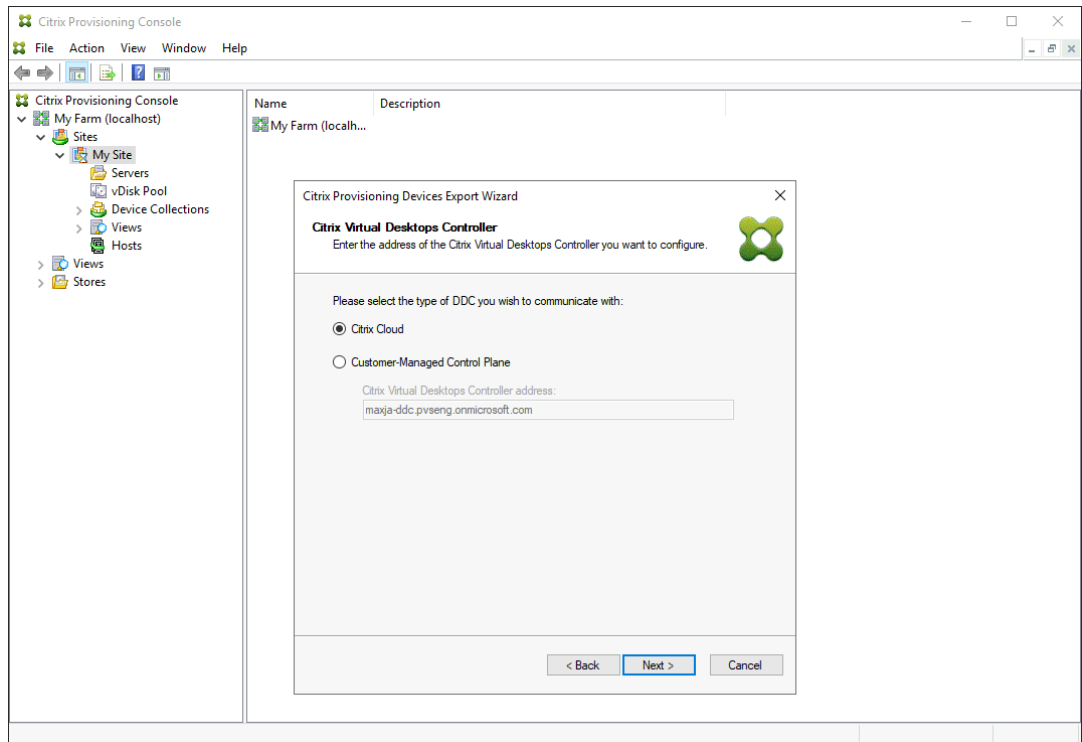 Citrix Provisioning Console
File Action View Window Help
Citrix Provisioning Console
My Farm (localhost)
Sites
My Site
Servers
vDisk Pool
Device Collections
Views
Hosts
Views
Stores
Name Description
My Farm (localh...
Citrix Provisioning Devices Export Wizard
Citrix Virtual Desktops Controller
Enter the address of the Citrix Virtual Desktops Controller you want to configure.
Please select the type of DDC you wish to communicate with:
Citrix Cloud
Customer-Managed Control Plane
Citrix Virtual Desktops Controller address:
maxja-ddc.pvseng.onmicrosoft.com
< Back Next > Cancel